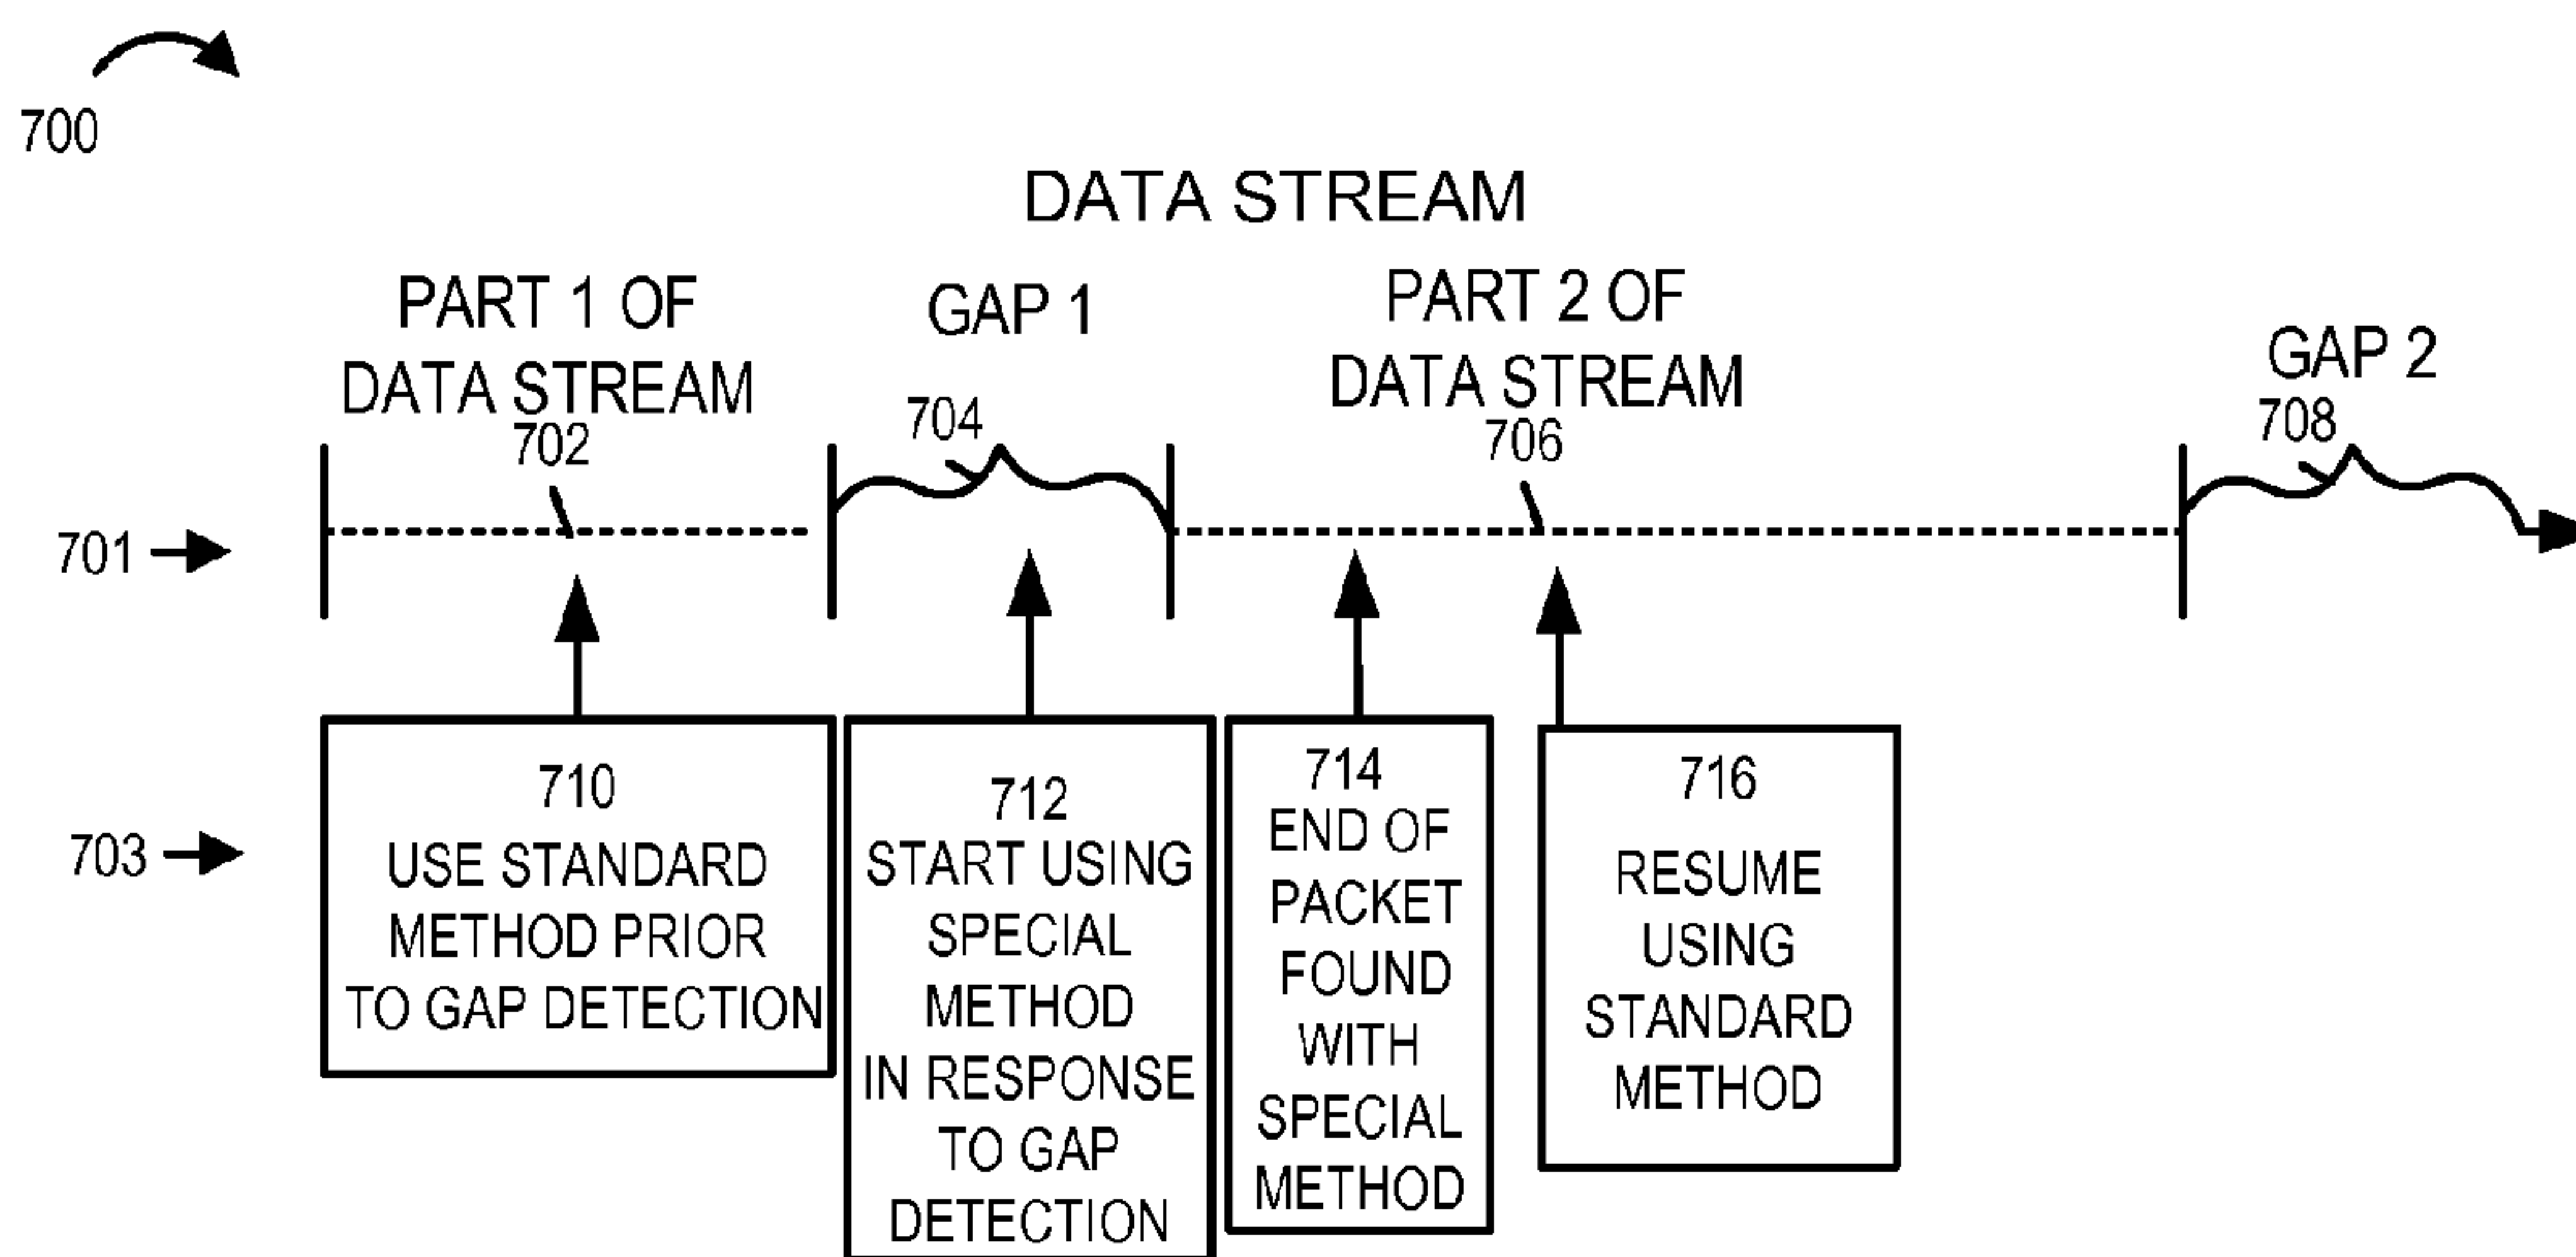 700
DATA STREAM
PART 1 OF
DATA STREAM
702
GAP 1
704
PART 2 OF
DATA STREAM
706
GAP 2
708
701
703
710
USE STANDARD
METHOD PRIOR
TO GAP DETECTION
712
START USING
SPECIAL
METHOD
IN RESPONSE
TO GAP
DETECTION
714
END OF
PACKET
FOUND
WITH
SPECIAL
METHOD
716
RESUME
USING
STANDARD
METHOD